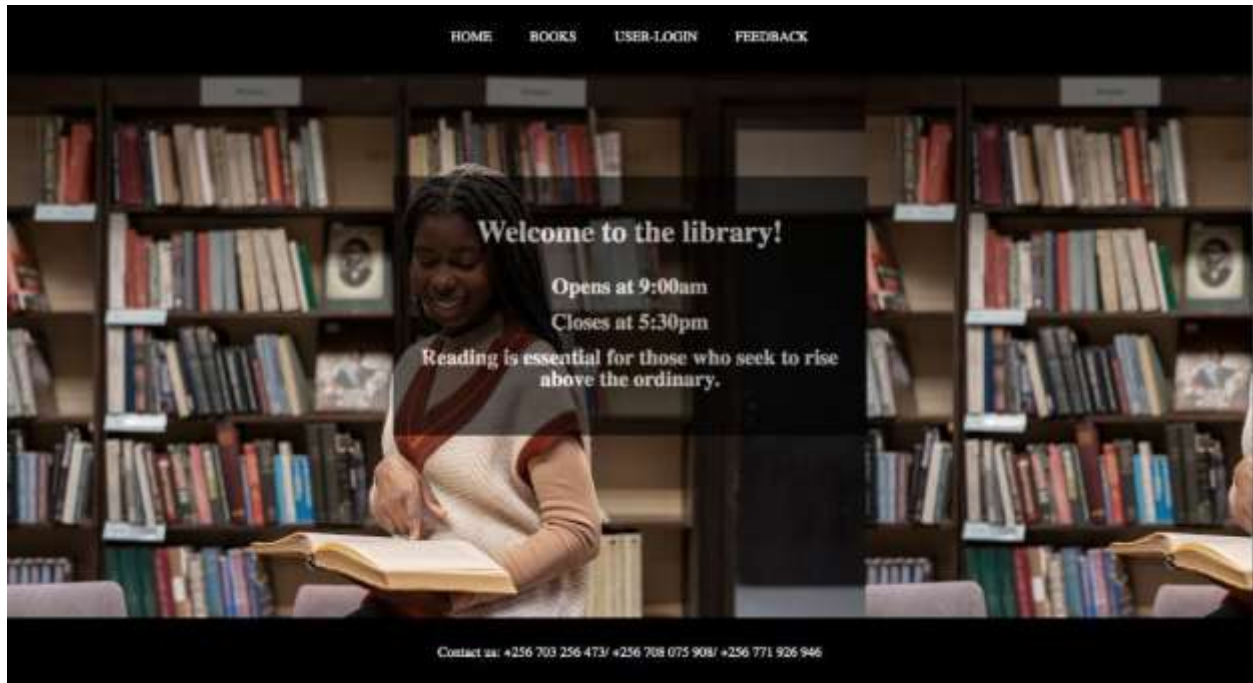 HOME BOOKS USER-LOGIN FEEDBACK
Welcome to the library!
Opens at 9:00am
Closes at 5:30pm
Reading is essential for those who seek to rise
above the ordinary.
Contact us: +256 703 256 473/ +256 708 075 908/ +256 771 926 946